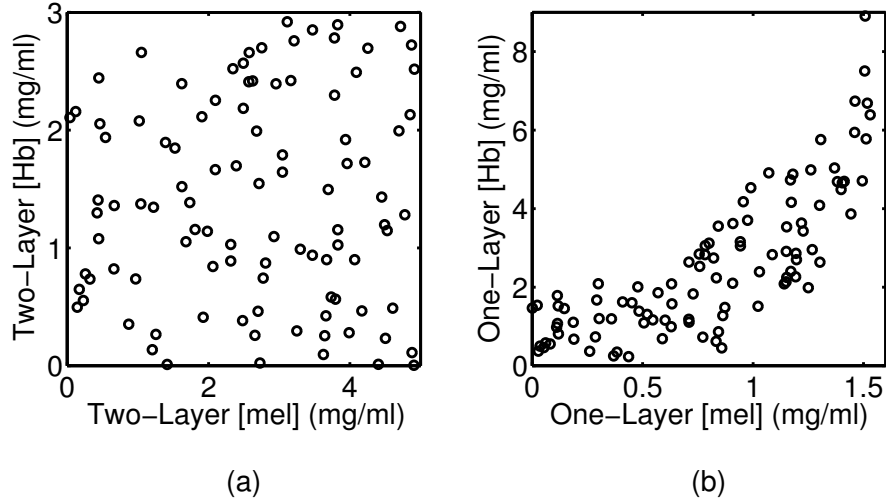 3
2
1
0
0
2
4
Two−Layer [Hb] (mg/ml)
Two−Layer [mel] (mg/ml)
(a)
8
6
4
2
0
0
0.5
1
1.5
One−Layer [Hb] (mg/ml)
One−Layer [mel] (mg/ml)
(b)